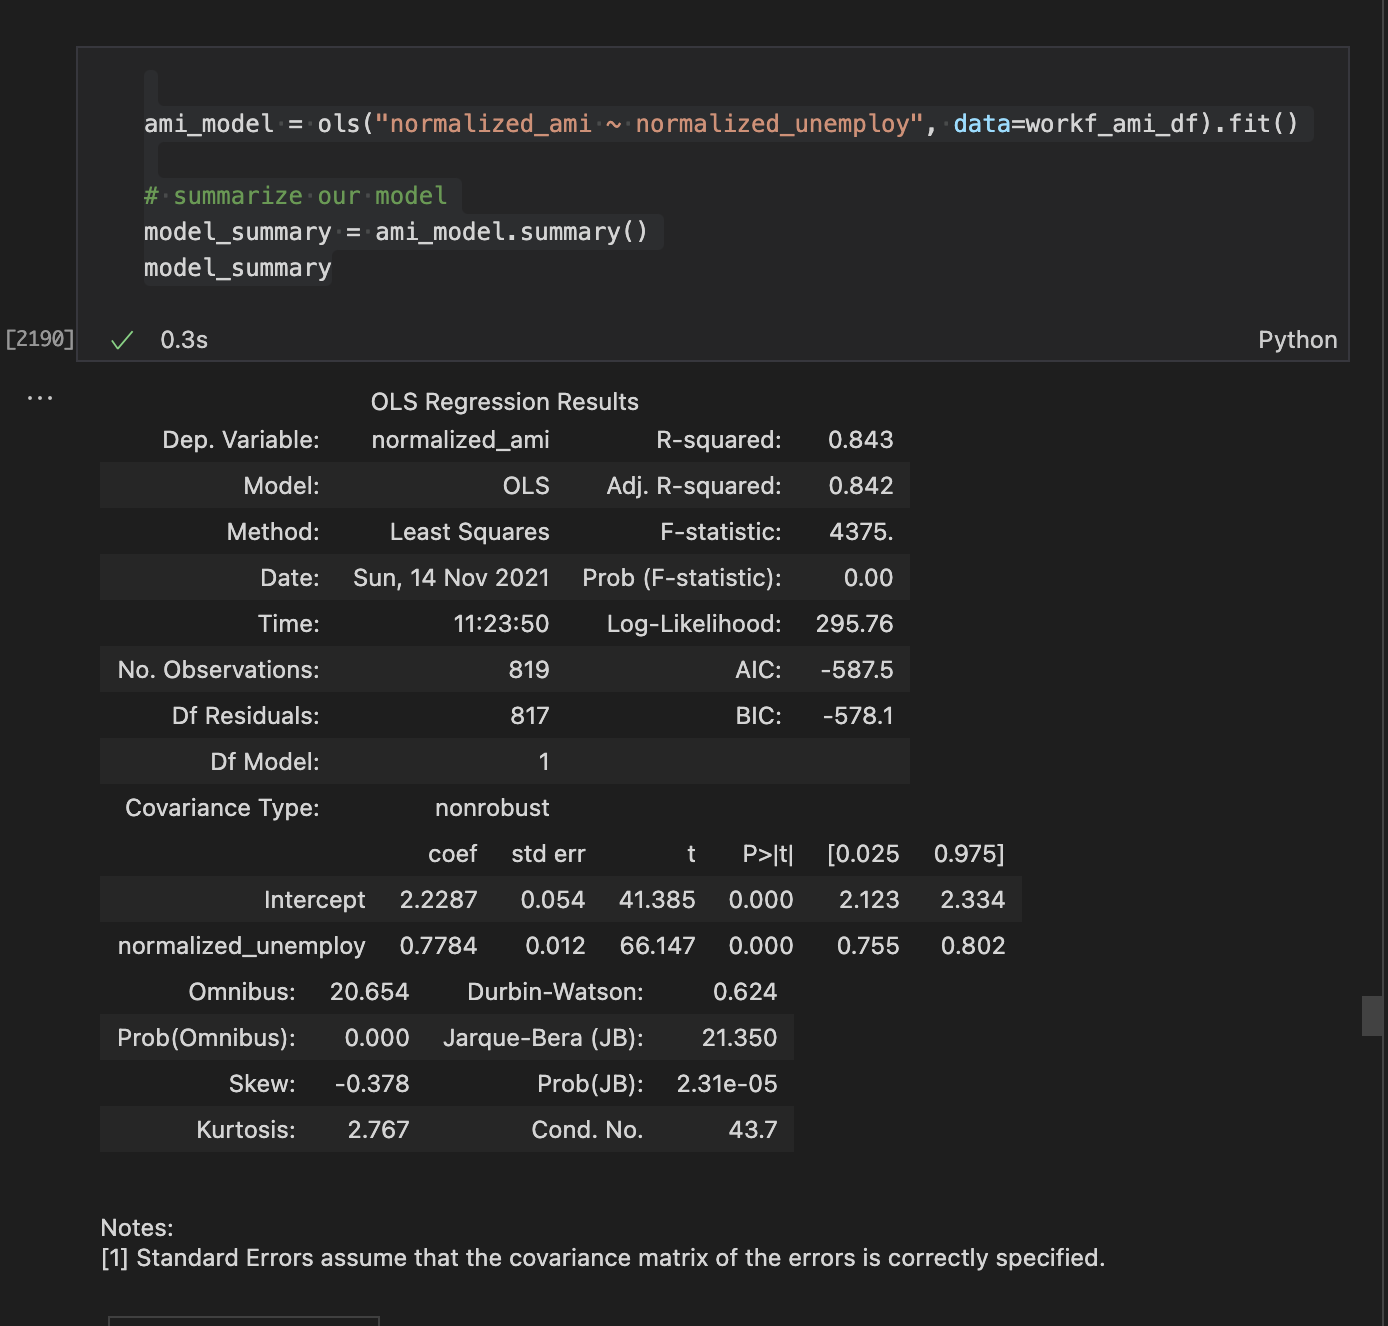 ami_model = ols("normalized_ami ~ normalized_unemploy", data=workf_ami_df).fit()
# summarize our model
model_summary = ami_model.summary()
model_summary
[2190] ✓ 0.3s Python
...
OLS Regression Results
Dep. Variable: normalized_ami R-squared: 0.843
Model: OLS Adj. R-squared: 0.842
Method: Least Squares F-statistic: 4375.
Date: Sun, 14 Nov 2021 Prob (F-statistic): 0.00
Time: 11:23:50 Log-Likelihood: 295.76
No. Observations: 819 AIC: -587.5
Df Residuals: 817 BIC: -578.1
Df Model: 1
Covariance Type: nonrobust
coef std err t P>|t| [0.025 0.975]
Intercept 2.2287 0.054 41.385 0.000 2.123 2.334
normalized_unemploy 0.7784 0.012 66.147 0.000 0.755 0.802
Omnibus: 20.654 Durbin-Watson: 0.624
Prob(Omnibus): 0.000 Jarque-Bera (JB): 21.350
Skew: -0.378 Prob(JB): 2.31e-05
Kurtosis: 2.767 Cond. No. 43.7
Notes:
[1] Standard Errors assume that the covariance matrix of the errors is correctly specified.